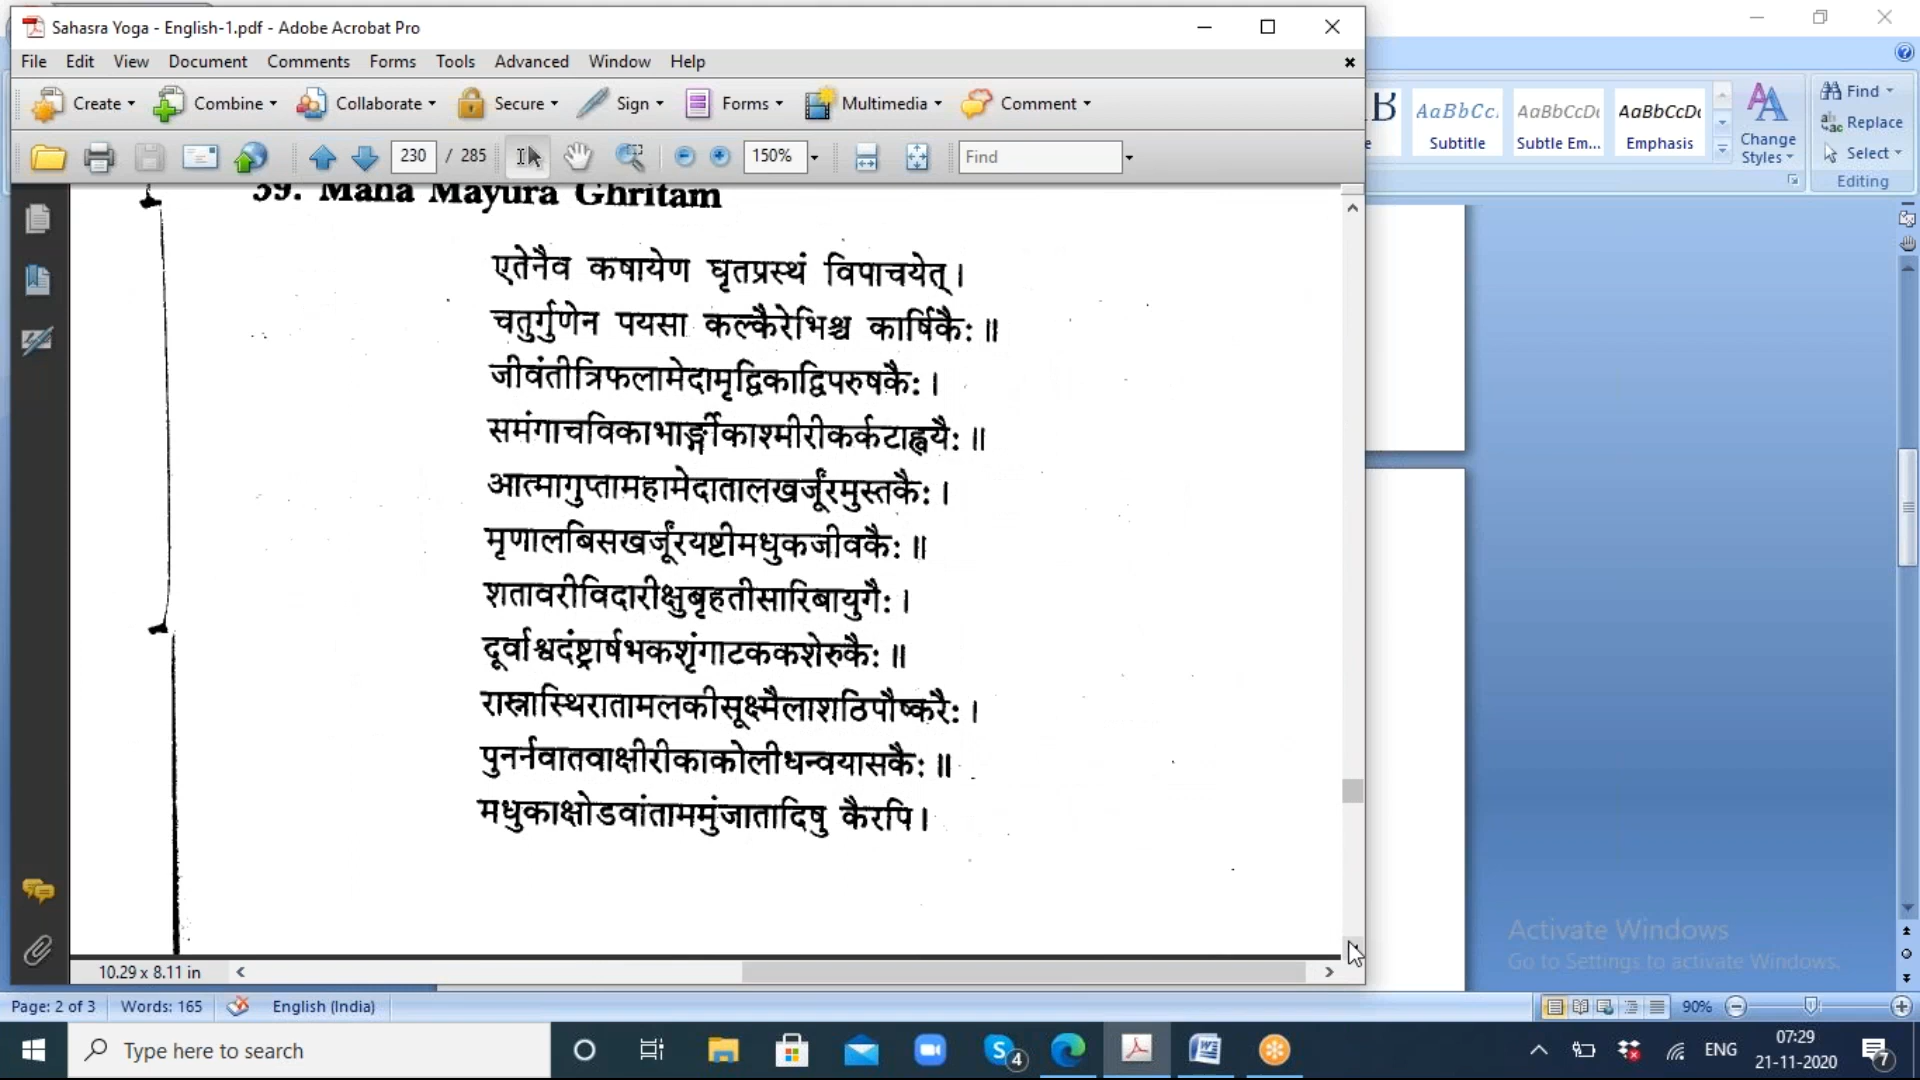 Sahasra Yoga - English-1.pdf - Adobe Acrobat Pro
File Edit View Document Comments Forms Tools Advanced Window Help
Create Combine Collaborate Secure Sign Forms Multimedia Comment
230 / 285 150% Find
39. Maha Mayura Ghritam
एतेनैव कषायेण घृतप्रस्थं विपाचयेत्।
चतुर्गुणेन पयसा कल्कैरेभिश्च कार्षिकैः॥
जीवंतीत्रिफलामेदामृद्विकाद्विपरुषकैः।
समंगाचविकाभार्ङ्गीकाश्मीरीकर्कटाह्वयैः॥
आत्मागुप्तामहामेदातालखर्जूंरमुस्तकैः।
मृणालबिसखर्जूंरयष्टीमधुकजीवकैः॥
शतावरीविदारीक्षुबृहतीसारिबायुगैः।
दूर्वाश्वदंष्ट्रार्षभकशृंगाटककशेरुकैः॥
रास्नास्थिरातामलकीसूक्ष्मैलाशठिपौष्करैः।
पुनर्नवातवाक्षीरीकाकोलीधन्वयासकैः॥
मधुकाक्षोडवांताममुंजातादिषु कैरपि।
10.29 x 8.11 in
AaBbCc. AaBbCcDı AaBbCcDı
Subtitle Subtle Em... Emphasis
Change Styles
Find
Replace
Select
Editing
Activate Windows
Go to Settings to activate Windows.
Page: 2 of 3 Words: 165 English (India) 90%
Type here to search
4
ENG
07:29
21-11-2020
7